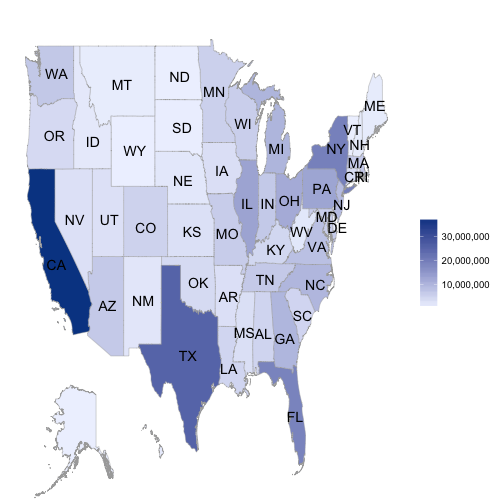 WA
MT
ND
MN
ME
OR
ID
SD
WI
VT
NH
WY
MI
NY
MA
CT
RI
IA
NE
PA
NJ
NV
UT
CO
IL
IN
OH
MD
DE
KS
MO
WV
VA
KY
CA
AZ
NM
OK
AR
TN
NC
SC
TX
LA
MS
AL
GA
FL
30,000,000
20,000,000
10,000,000